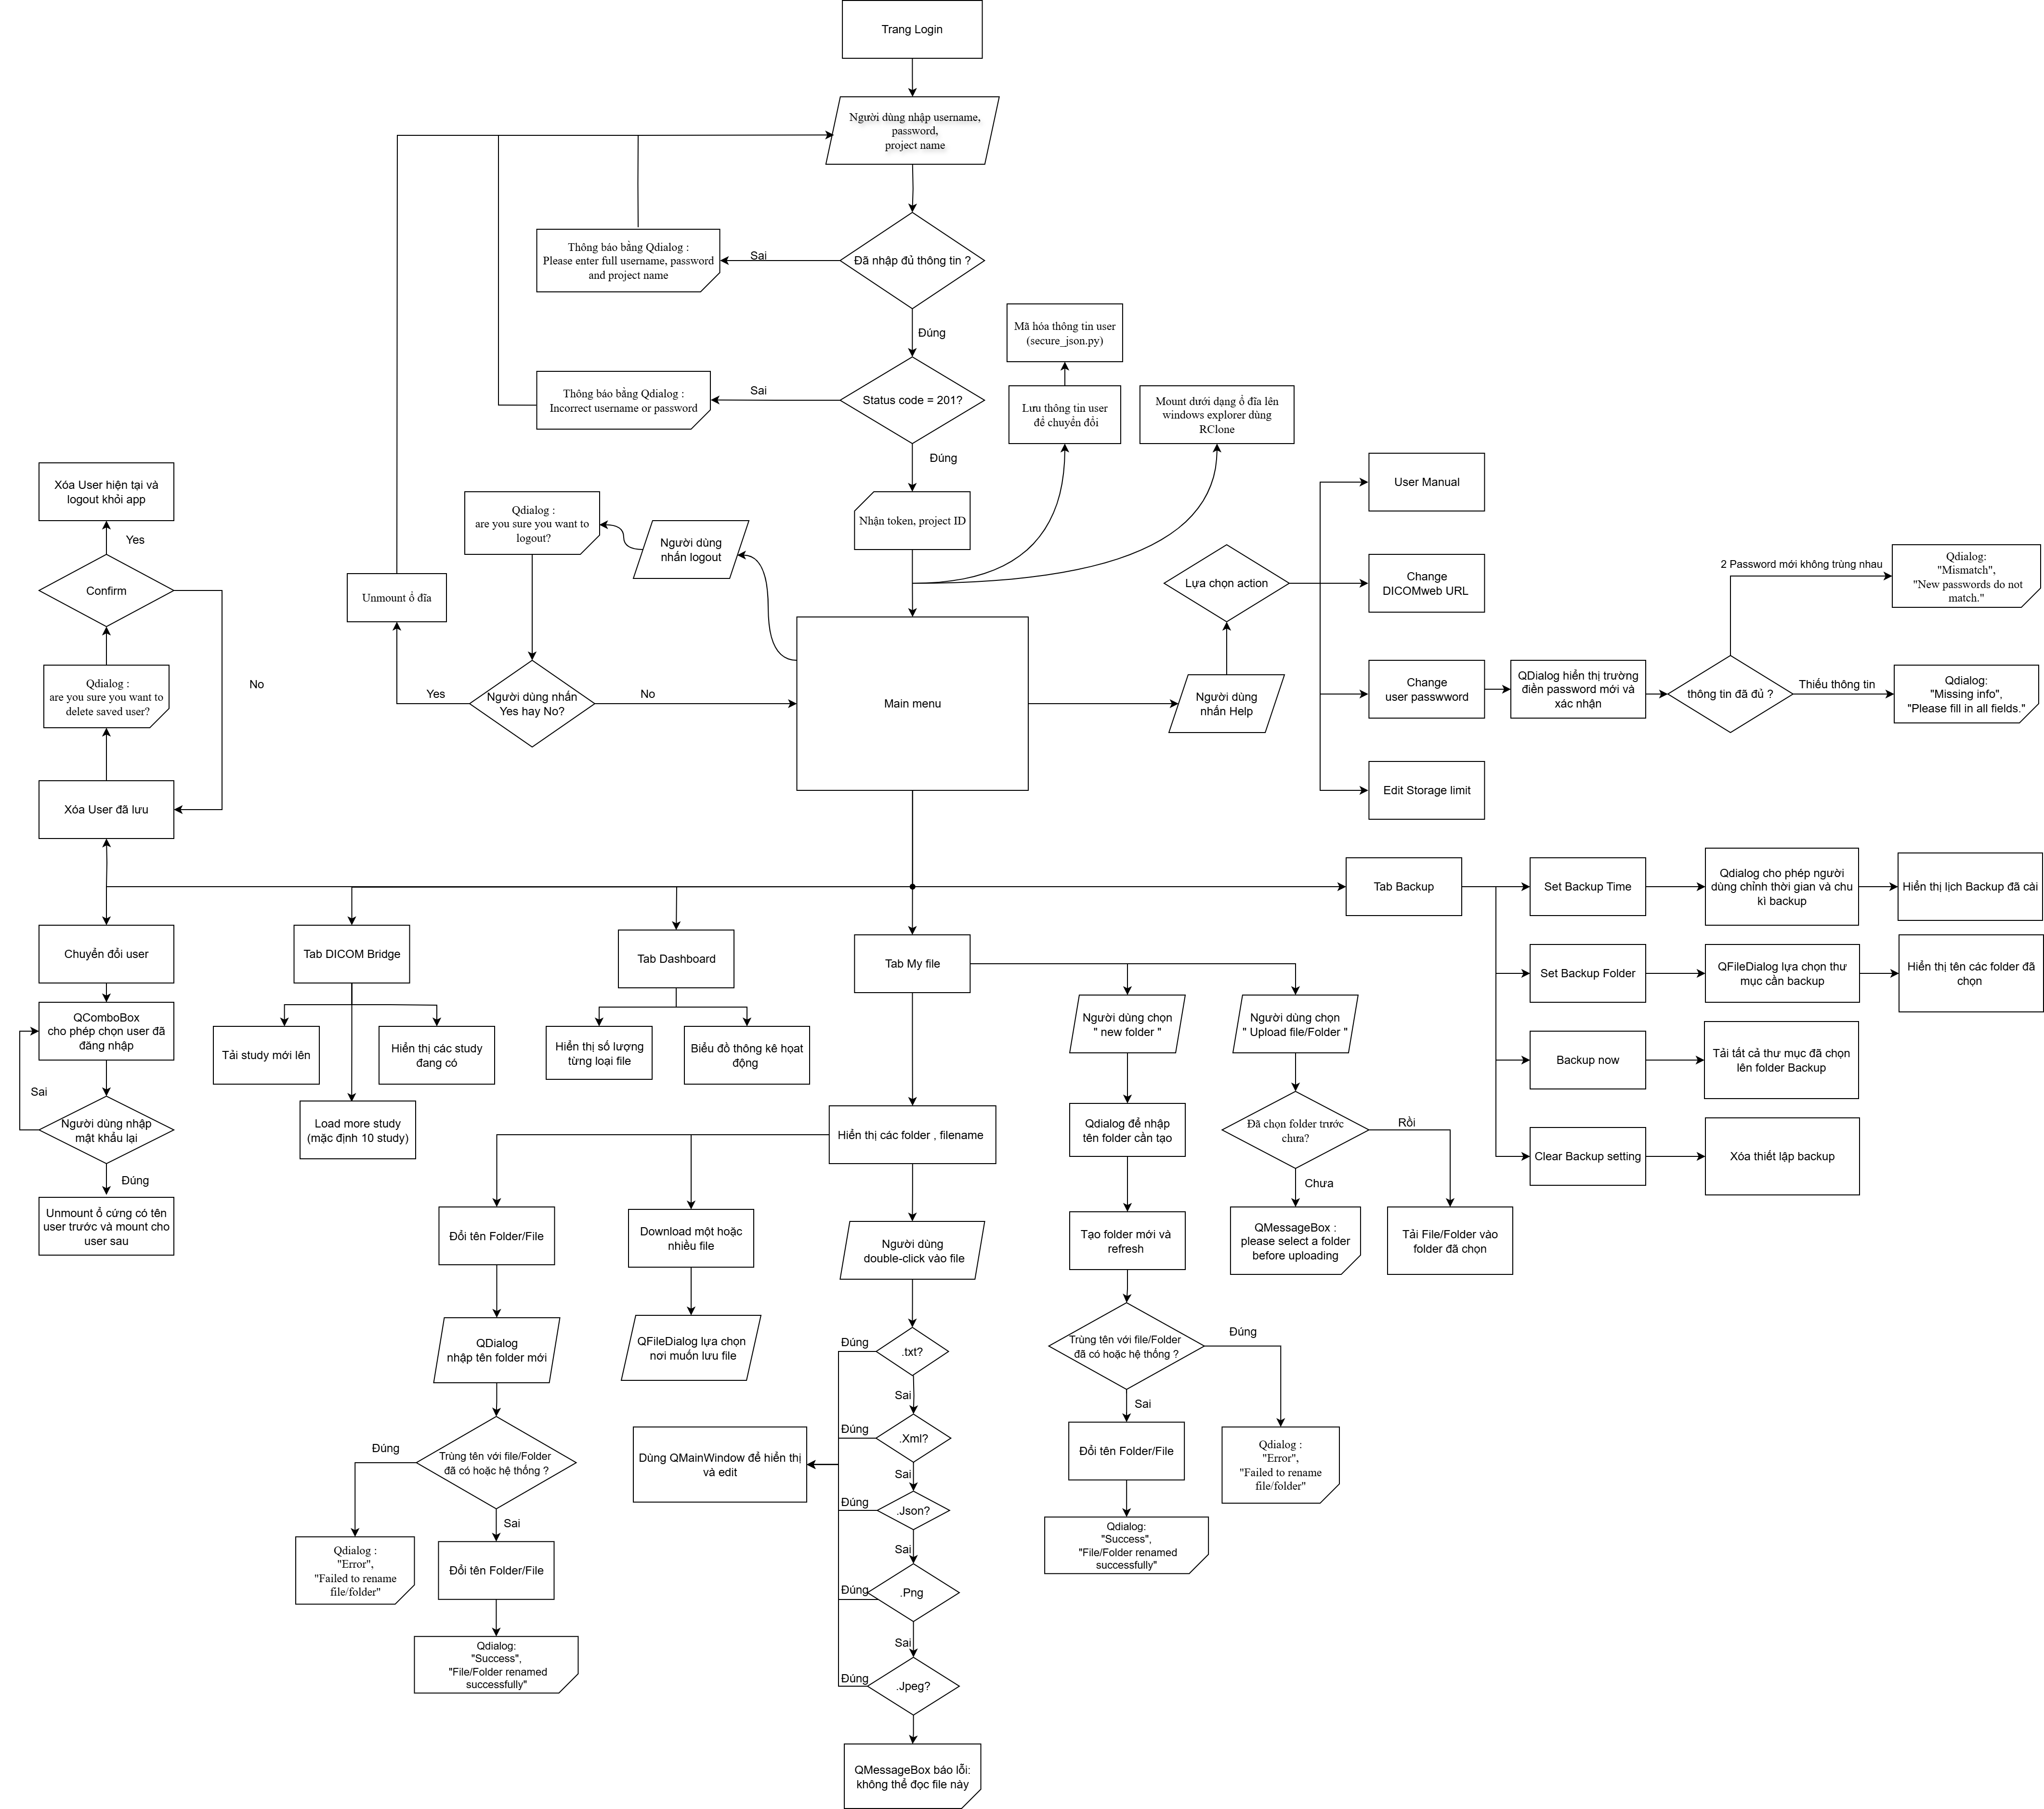 Trang Login
Người dùng nhập username,
password,
project name
Thông báo bằng Qdialog :
Please enter full username, password
and project name
Sai
Đã nhập đủ thông tin ?
Đúng
Mã hóa thông tin user
(secure_json.py)
Thông báo bằng Qdialog :
Incorrect username or password
Sai
Status code = 201?
Lưu thông tin user
để chuyển đổi
Mount dưới dạng ổ đĩa lên
windows explorer dùng
RClone
Đúng
Xóa User hiện tại và
logout khỏi app
Yes
Confirm
No
Qdialog :
are you sure you want to
delete saved user?
Xóa User đã lưu
Qdialog :
are you sure you want to
logout?
Người dùng
nhấn logout
Nhận token, project ID
Unmount ổ đĩa
Yes
Người dùng nhấn
Yes hay No?
No
Main menu
Người dùng
nhấn Help
Lựa chọn action
User Manual
Change
DICOMweb URL
Change
user passwword
Edit Storage limit
QDialog hiển thị trường
điền password mới và
xác nhận
thông tin đã đủ ?
2 Password mới không trùng nhau
Qdialog:
"Mismatch",
"New passwords do not
match."
Thiếu thông tin
Qdialog:
"Missing info",
"Please fill in all fields."
Tab Backup
Set Backup Time
Qdialog cho phép người
dùng chỉnh thời gian và chu
kì backup
Hiển thị lịch Backup đã cài
Set Backup Folder
QFileDialog lựa chọn thư
mục cần backup
Hiển thị tên các folder đã
chọn
Backup now
Tải tất cả thư mục đã chọn
lên folder Backup
Clear Backup setting
Xóa thiết lập backup
Chuyển đổi user
QComboBox
cho phép chọn user đã
đăng nhập
Sai
Người dùng nhập
mật khẩu lại
Đúng
Unmount ổ cứng có tên
user trước và mount cho
user sau
Tab DICOM Bridge
Tải study mới lên
Hiển thị các study
đang có
Load more study
(mặc định 10 study)
Tab Dashboard
Hiển thị số lượng
từng loại file
Biểu đồ thông kê họat
động
Tab My file
Hiển thị các folder , filename
Người dùng chọn
" new folder "
Người dùng chọn
" Upload file/Folder "
Qdialog để nhập
tên folder cần tạo
Đã chọn folder trước
chưa?
Rồi
Chưa
Tạo folder mới và
refresh
QMessageBox :
please select a folder
before uploading
Tải File/Folder vào
folder đã chọn
Đổi tên Folder/File
Download một hoặc
nhiều file
Người dùng
double-click vào file
QDialog
nhập tên folder mới
QFileDialog lựa chọn
nơi muốn lưu file
Đúng
.txt?
Sai
Đúng
.Xml?
Sai
Đúng
.Json?
Sai
Đúng
.Png
Sai
Đúng
.Jpeg?
Dùng QMainWindow để hiển thị
và edit
QMessageBox báo lỗi:
không thể đọc file này
Trùng tên với file/Folder
đã có hoặc hệ thống ?
Đúng
Sai
Đổi tên Folder/File
Qdialog :
"Error",
"Failed to rename
file/folder"
Qdialog:
"Success",
"File/Folder renamed
successfully"
Đúng
Trùng tên với file/Folder
đã có hoặc hệ thống ?
Sai
Qdialog :
"Error",
"Failed to rename
file/folder"
Đổi tên Folder/File
Qdialog:
"Success",
"File/Folder renamed
successfully"